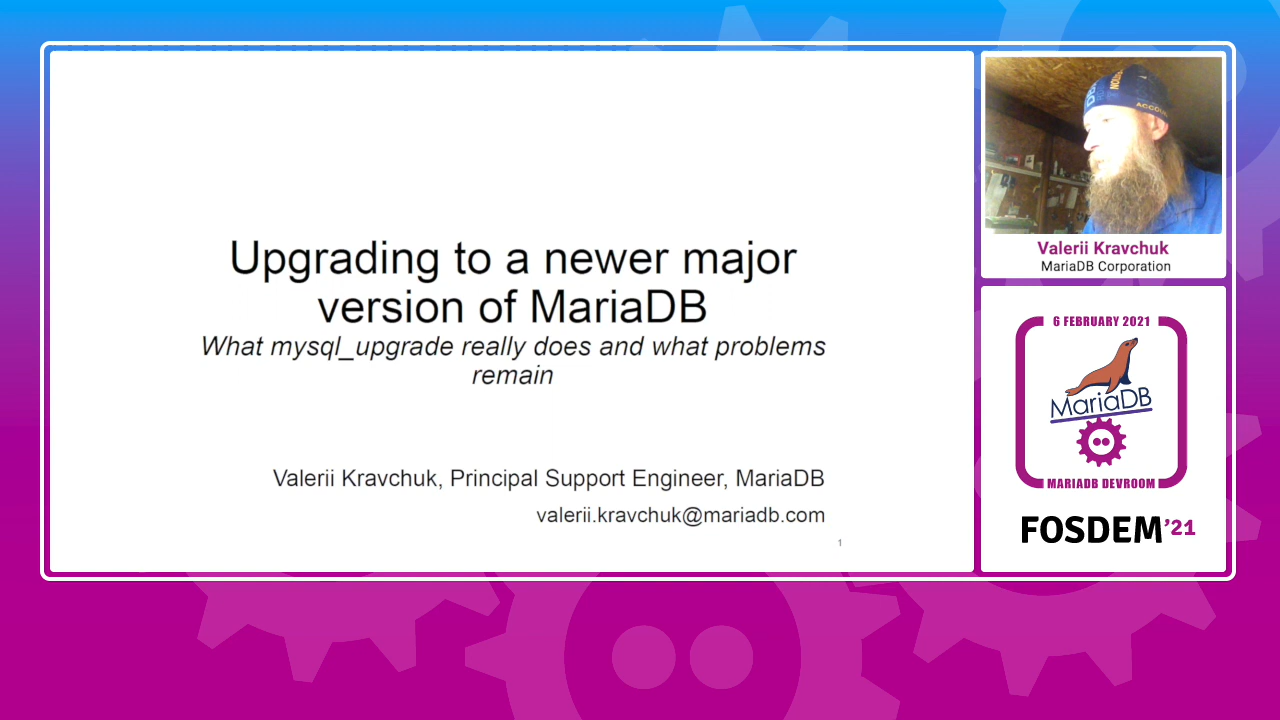 Upgrading to a newer major
version of MariaDB
What mysql_upgrade really does and what problems
remain
Valerii Kravchuk, Principal Support Engineer, MariaDB
valerii.kravchuk@mariadb.com
1
Valerii Kravchuk
MariaDB Corporation
6 FEBRUARY 2021
MariaDB
MARIADB DEVROOM
FOSDEM'21